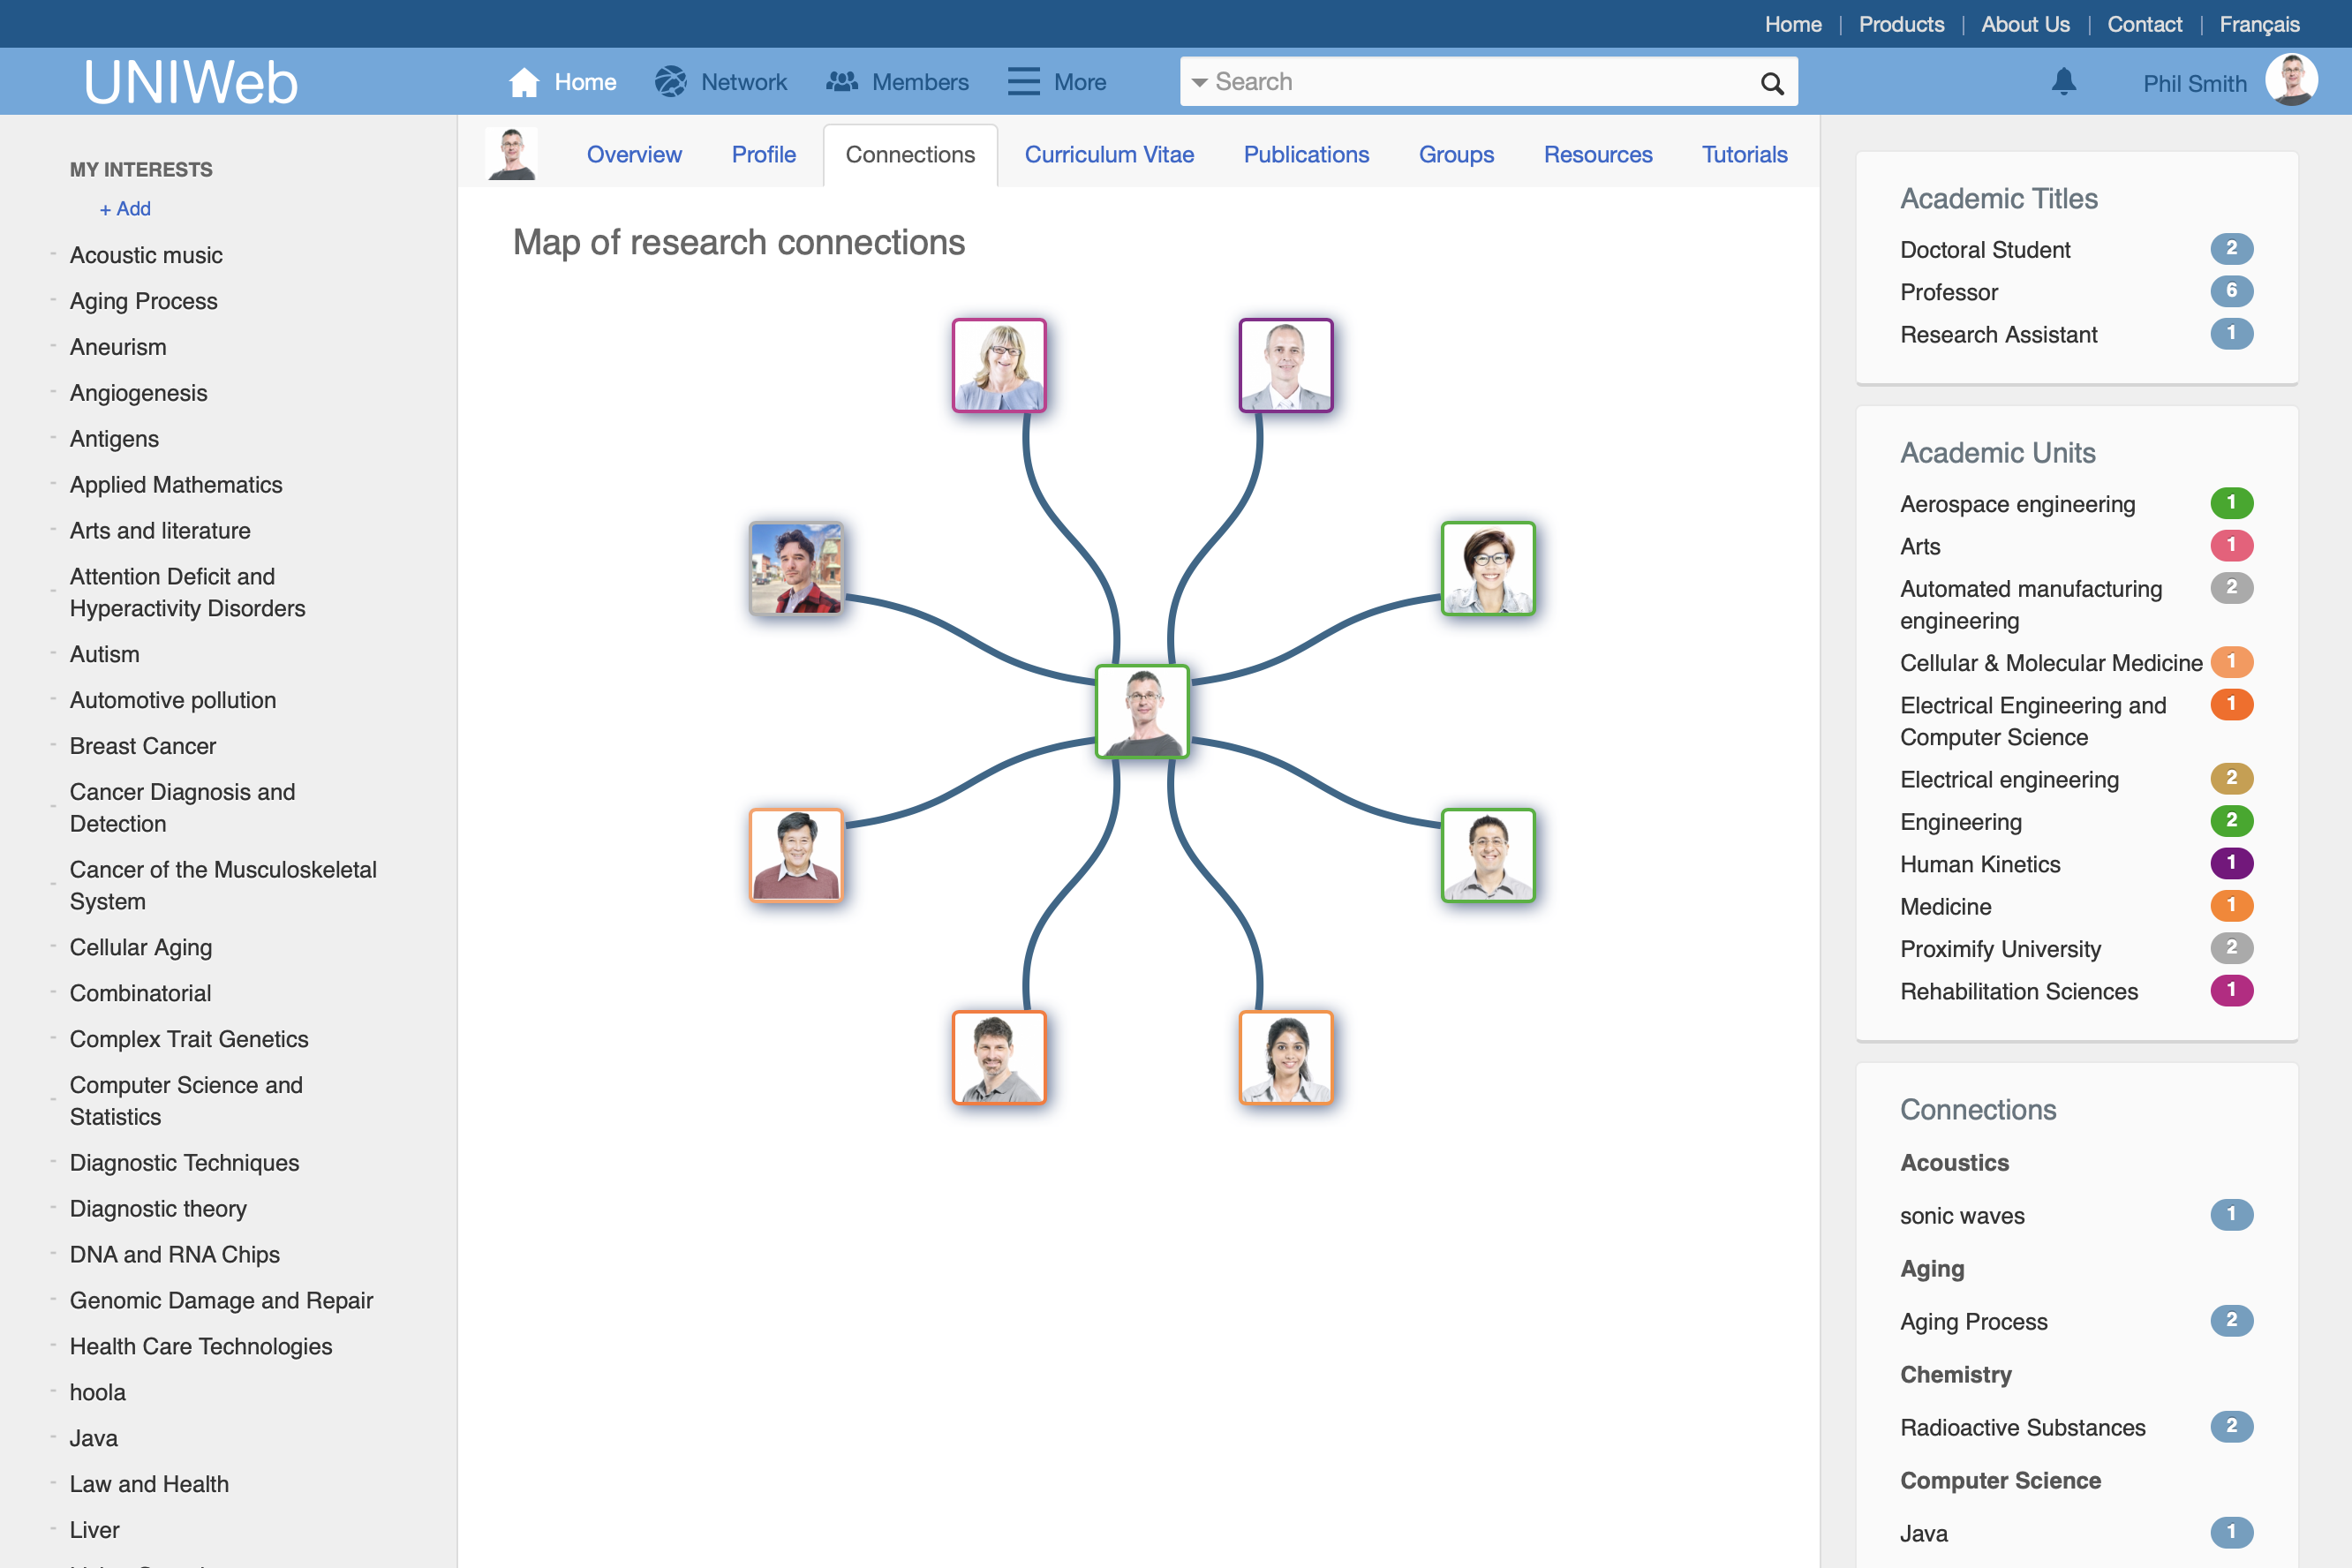 Home | Products | About Us | Contact | Français
UNIWeb
Home
Network
Members
More
Search
Phil Smith
MY INTERESTS
+ Add
Acoustic music
Aging Process
Aneurism
Angiogenesis
Antigens
Applied Mathematics
Arts and literature
Attention Deficit and
Hyperactivity Disorders
Autism
Automotive pollution
Breast Cancer
Cancer Diagnosis and
Detection
Cancer of the Musculoskeletal
System
Cellular Aging
Combinatorial
Complex Trait Genetics
Computer Science and
Statistics
Diagnostic Techniques
Diagnostic theory
DNA and RNA Chips
Genomic Damage and Repair
Health Care Technologies
hoola
Java
Law and Health
Liver
Overview
Profile
Connections
Curriculum Vitae
Publications
Groups
Resources
Tutorials
Map of research connections
Academic Titles
Doctoral Student 2
Professor 6
Research Assistant 1
Academic Units
Aerospace engineering 1
Arts 1
Automated manufacturing 2
engineering
Cellular & Molecular Medicine 1
Electrical Engineering and 1
Computer Science
Electrical engineering 2
Engineering 2
Human Kinetics 1
Medicine 1
Proximify University 2
Rehabilitation Sciences 1
Connections
Acoustics
sonic waves 1
Aging
Aging Process 2
Chemistry
Radioactive Substances 2
Computer Science
Java 1